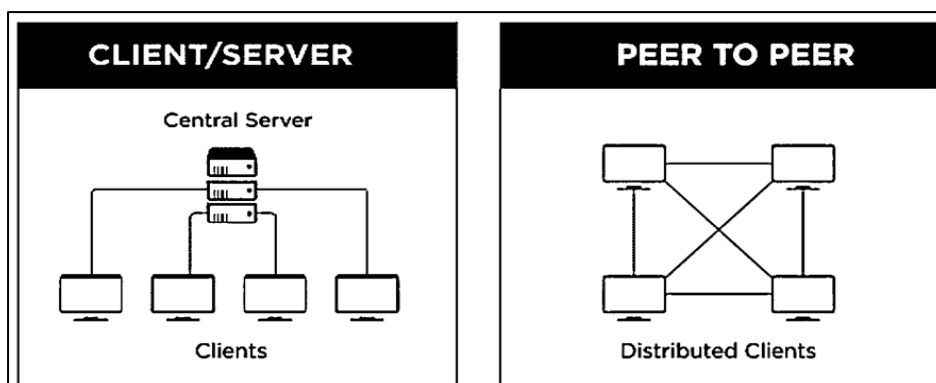 CLIENT/SERVER
Central Server
Clients
PEER TO PEER
Distributed Clients